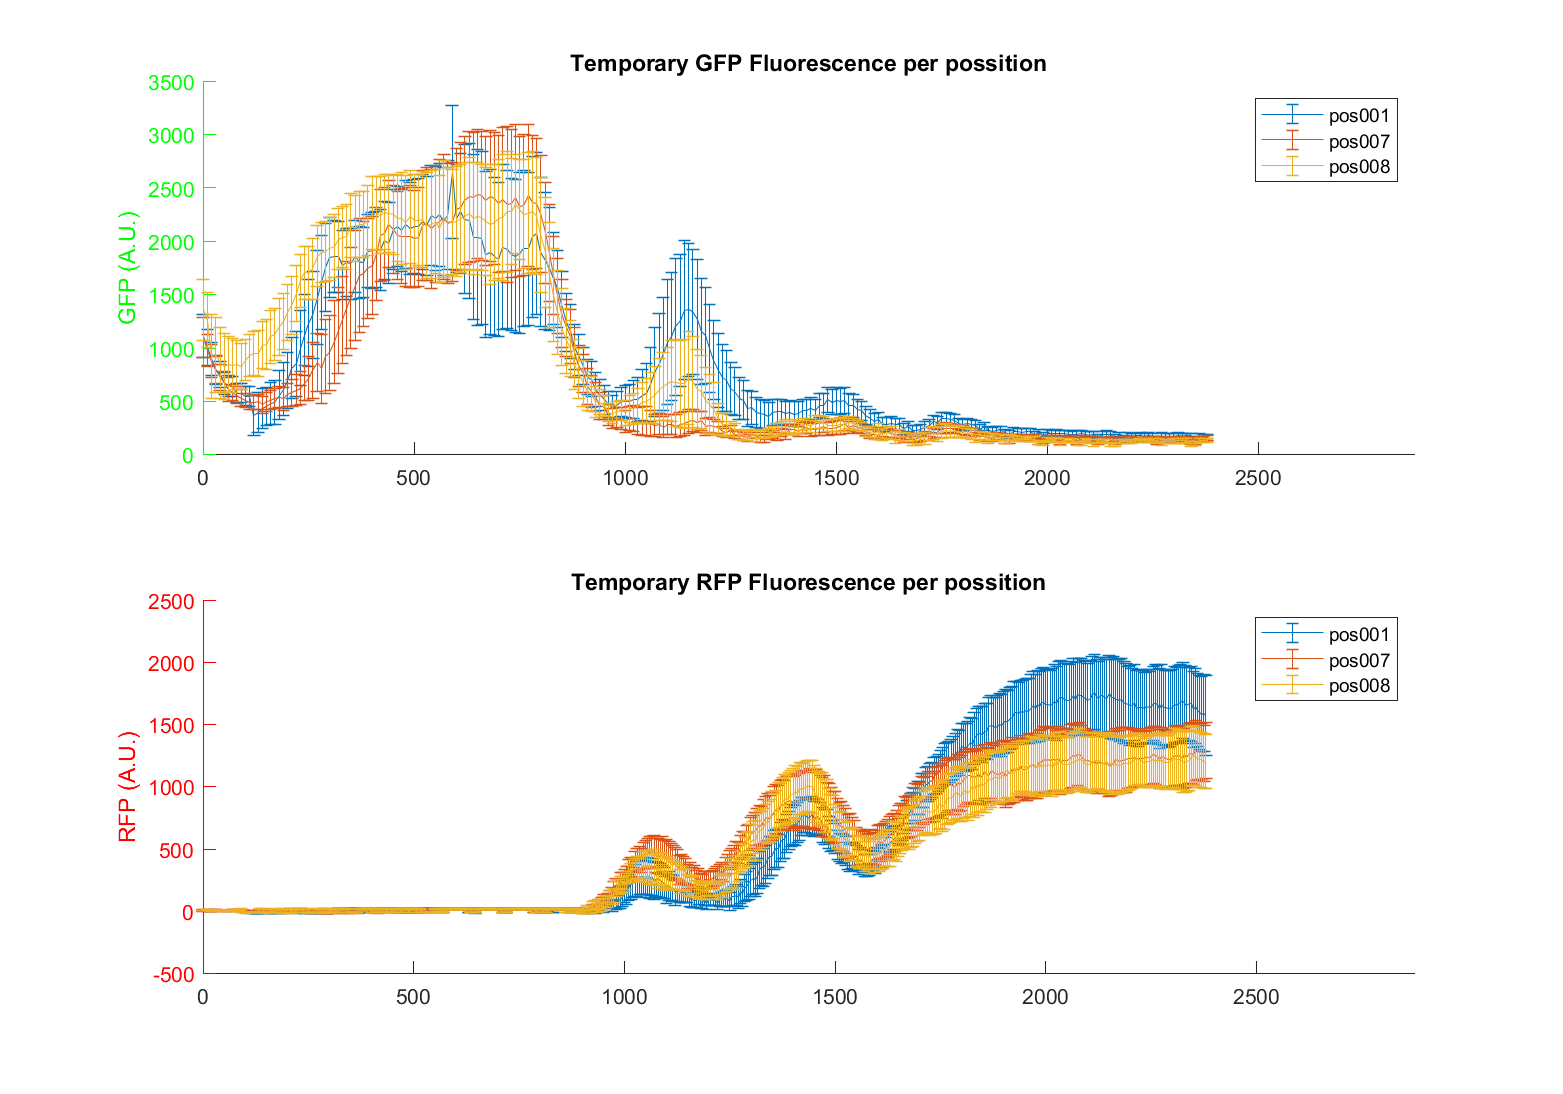 Temporary GFP Fluorescence per possition
3500
3000
2500
2000
1500
1000
500
0
GFP (A.U.)
pos001
pos007
pos008
0 500 1000 1500 2000 2500
Temporary RFP Fluorescence per possition
2500
2000
1500
1000
500
0
-500
RFP (A.U.)
pos001
pos007
pos008
0 500 1000 1500 2000 2500